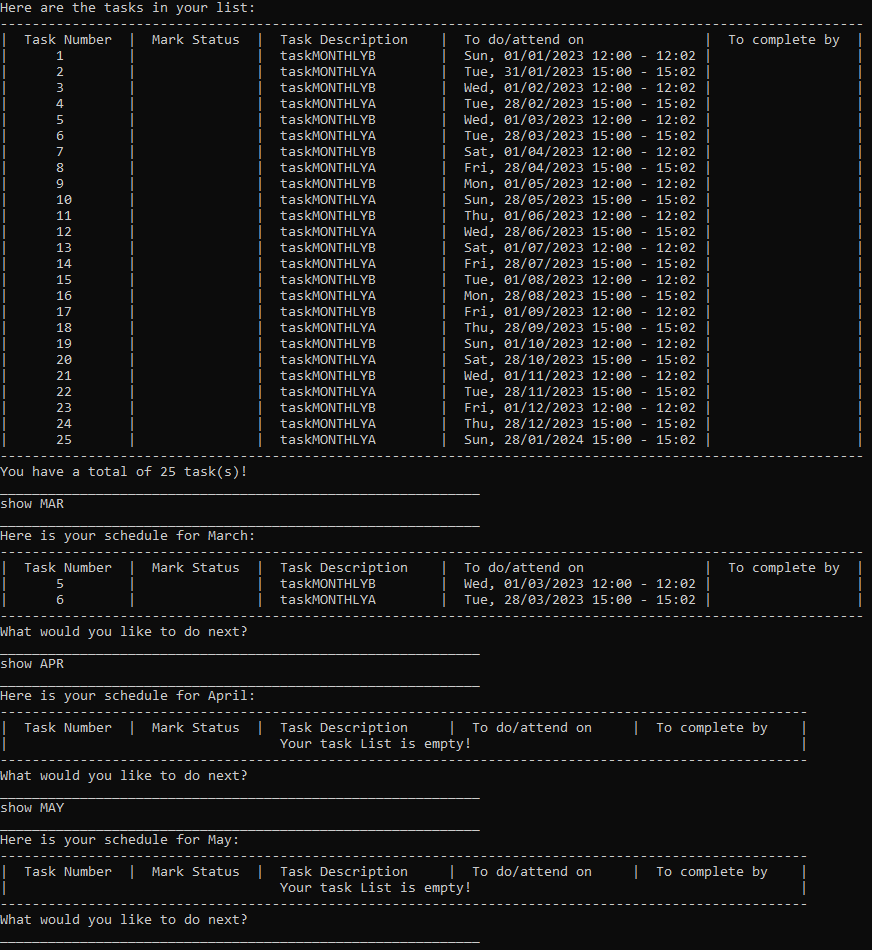 Here are the tasks in your list:
------------------------------------------------------------------------------------------------------------
|  Task Number  |  Mark Status  |  Task Description    |  To do/attend on               |  To complete by  |
|      1        |               |  taskMONTHLYB        |  Sun, 01/01/2023 12:00 - 12:02 |                  |
|      2        |               |  taskMONTHLYA        |  Tue, 31/01/2023 15:00 - 15:02 |                  |
|      3        |               |  taskMONTHLYB        |  Wed, 01/02/2023 12:00 - 12:02 |                  |
|      4        |               |  taskMONTHLYA        |  Tue, 28/02/2023 15:00 - 15:02 |                  |
|      5        |               |  taskMONTHLYB        |  Wed, 01/03/2023 12:00 - 12:02 |                  |
|      6        |               |  taskMONTHLYA        |  Tue, 28/03/2023 15:00 - 15:02 |                  |
|      7        |               |  taskMONTHLYB        |  Sat, 01/04/2023 12:00 - 12:02 |                  |
|      8        |               |  taskMONTHLYA        |  Fri, 28/04/2023 15:00 - 15:02 |                  |
|      9        |               |  taskMONTHLYB        |  Mon, 01/05/2023 12:00 - 12:02 |                  |
|      10       |               |  taskMONTHLYA        |  Sun, 28/05/2023 15:00 - 15:02 |                  |
|      11       |               |  taskMONTHLYB        |  Thu, 01/06/2023 12:00 - 12:02 |                  |
|      12       |               |  taskMONTHLYA        |  Wed, 28/06/2023 15:00 - 15:02 |                  |
|      13       |               |  taskMONTHLYB        |  Sat, 01/07/2023 12:00 - 12:02 |                  |
|      14       |               |  taskMONTHLYA        |  Fri, 28/07/2023 15:00 - 15:02 |                  |
|      15       |               |  taskMONTHLYB        |  Tue, 01/08/2023 12:00 - 12:02 |                  |
|      16       |               |  taskMONTHLYA        |  Mon, 28/08/2023 15:00 - 15:02 |                  |
|      17       |               |  taskMONTHLYB        |  Fri, 01/09/2023 12:00 - 12:02 |                  |
|      18       |               |  taskMONTHLYA        |  Thu, 28/09/2023 15:00 - 15:02 |                  |
|      19       |               |  taskMONTHLYB        |  Sun, 01/10/2023 12:00 - 12:02 |                  |
|      20       |               |  taskMONTHLYA        |  Sat, 28/10/2023 15:00 - 15:02 |                  |
|      21       |               |  taskMONTHLYB        |  Wed, 01/11/2023 12:00 - 12:02 |                  |
|      22       |               |  taskMONTHLYA        |  Tue, 28/11/2023 15:00 - 15:02 |                  |
|      23       |               |  taskMONTHLYB        |  Fri, 01/12/2023 12:00 - 12:02 |                  |
|      24       |               |  taskMONTHLYA        |  Thu, 28/12/2023 15:00 - 15:02 |                  |
|      25       |               |  taskMONTHLYA        |  Sun, 28/01/2024 15:00 - 15:02 |                  |
------------------------------------------------------------------------------------------------------------
You have a total of 25 task(s)!
____________________________________________________________
show MAR
____________________________________________________________
Here is your schedule for March:
------------------------------------------------------------------------------------------------------------
|  Task Number  |  Mark Status  |  Task Description    |  To do/attend on               |  To complete by  |
|      5        |               |  taskMONTHLYB        |  Wed, 01/03/2023 12:00 - 12:02 |                  |
|      6        |               |  taskMONTHLYA        |  Tue, 28/03/2023 15:00 - 15:02 |                  |
------------------------------------------------------------------------------------------------------------
What would you like to do next?
____________________________________________________________
show APR
____________________________________________________________
Here is your schedule for April:
-----------------------------------------------------------------------------------------------------
|  Task Number  |  Mark Status  |  Task Description     |  To do/attend on     |  To complete by    |
|                                  Your task List is empty!                                         |
-----------------------------------------------------------------------------------------------------
What would you like to do next?
____________________________________________________________
show MAY
____________________________________________________________
Here is your schedule for May:
-----------------------------------------------------------------------------------------------------
|  Task Number  |  Mark Status  |  Task Description     |  To do/attend on     |  To complete by    |
|                                  Your task List is empty!                                         |
-----------------------------------------------------------------------------------------------------
What would you like to do next?
____________________________________________________________